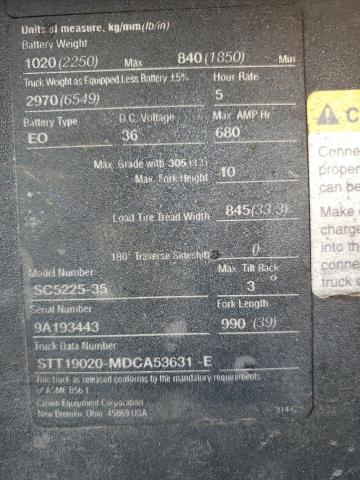 Units of measure, kg/mm(lb/in)
Battery Weight
1020(2250) Max 840(1850) Min
Truck Weight as Equipped,Less Battery ±5% Hour Rate
2970(6549) 5
Battery Type D.C. Voltage Max. AMP Hr
EO 36 680
Max. Grade with 305(13)
Max. Fork Height 10
Load Tire Tread Width 845(33.3)
180° Traverse Sideshift 0
Model Number Max. Tilt Back
SC5225-35 3
Serial Number Fork Length
9A193443 990 (39)
Truck Data Number
STT19020-MDCA53631 -E
This truck as released conforms to the mandatory requirements
of ASME B56.1
Crown Equipment Corporation
New Bremen, Ohio 45869 USA 314-C
C
Conne
proper
can be
Make
charge
into th
conne
truck